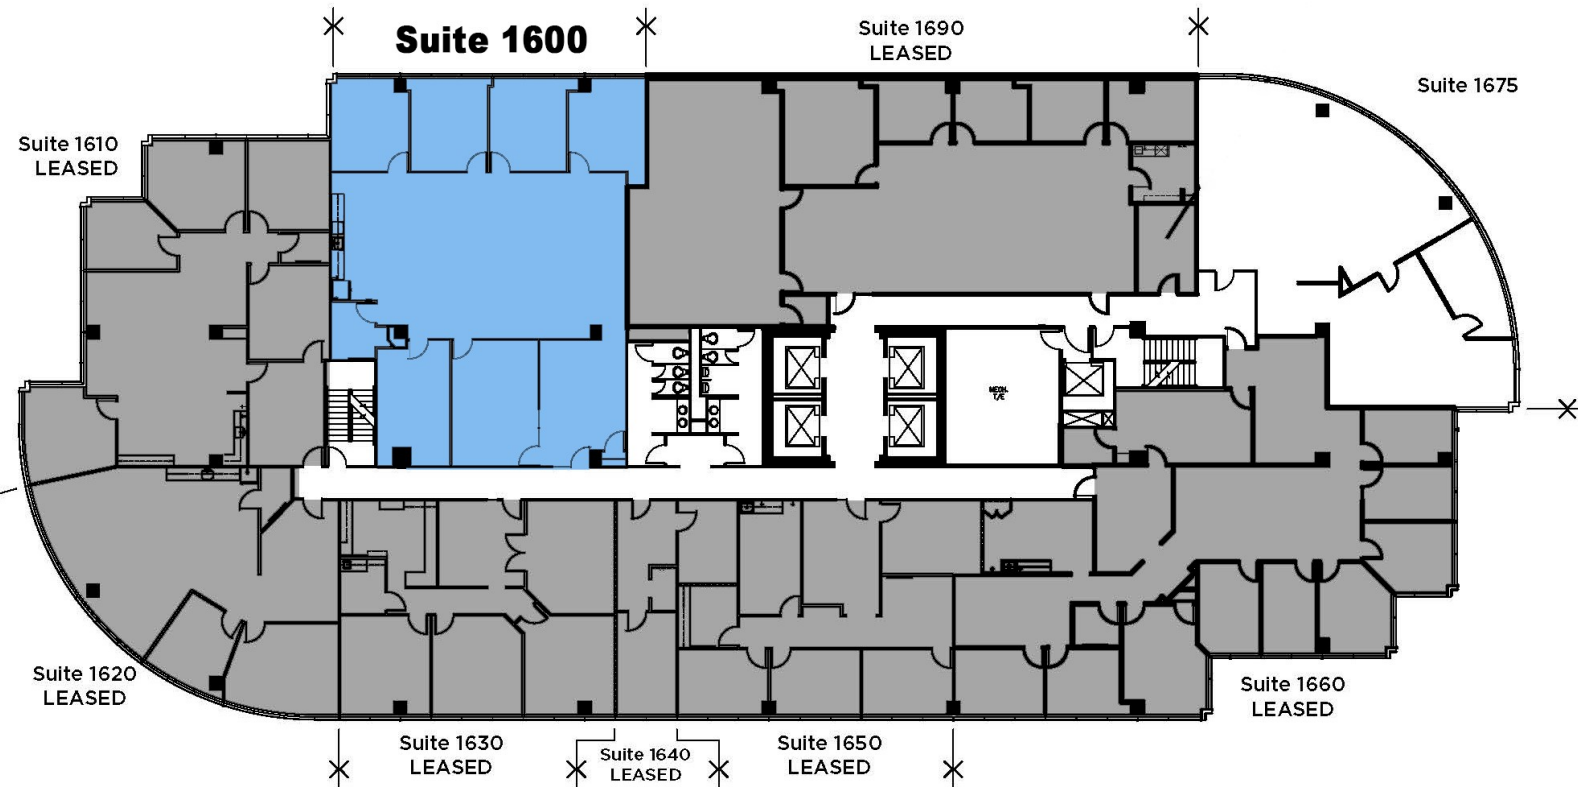 Suite 1600
Suite 1690
LEASED
Suite 1675
Suite 1610
LEASED
MECH.
T/E
Suite 1620
LEASED
Suite 1660
LEASED
Suite 1630
LEASED
Suite 1640
LEASED
Suite 1650
LEASED